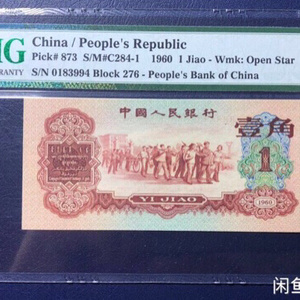 MG
China / People's Republic
Pick# 873 S/M#C284-1 1960 1 Jiao - Wmk: Open Star
RANTY S/N 0183994 Block 276 - People's Bank of China
中国人民银行
壹角
1
YI JIAO
1960
闲鱼